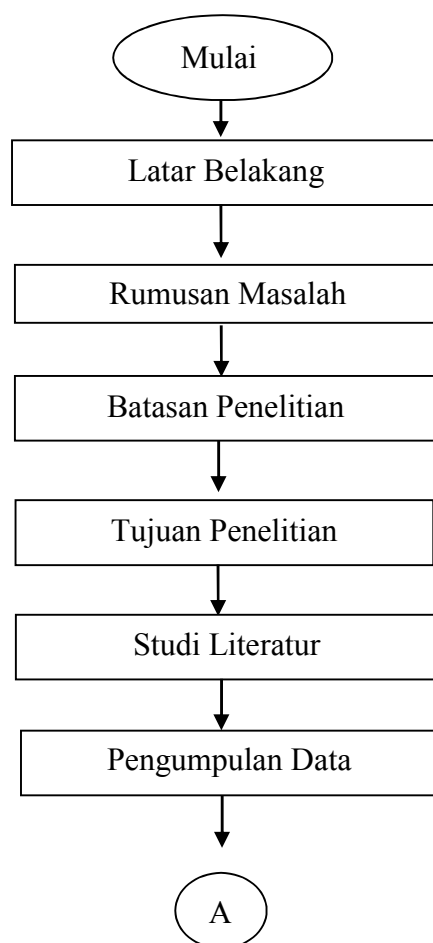 Mulai
Latar Belakang
Rumusan Masalah
Batasan Penelitian
Tujuan Penelitian
Studi Literatur
Pengumpulan Data
A